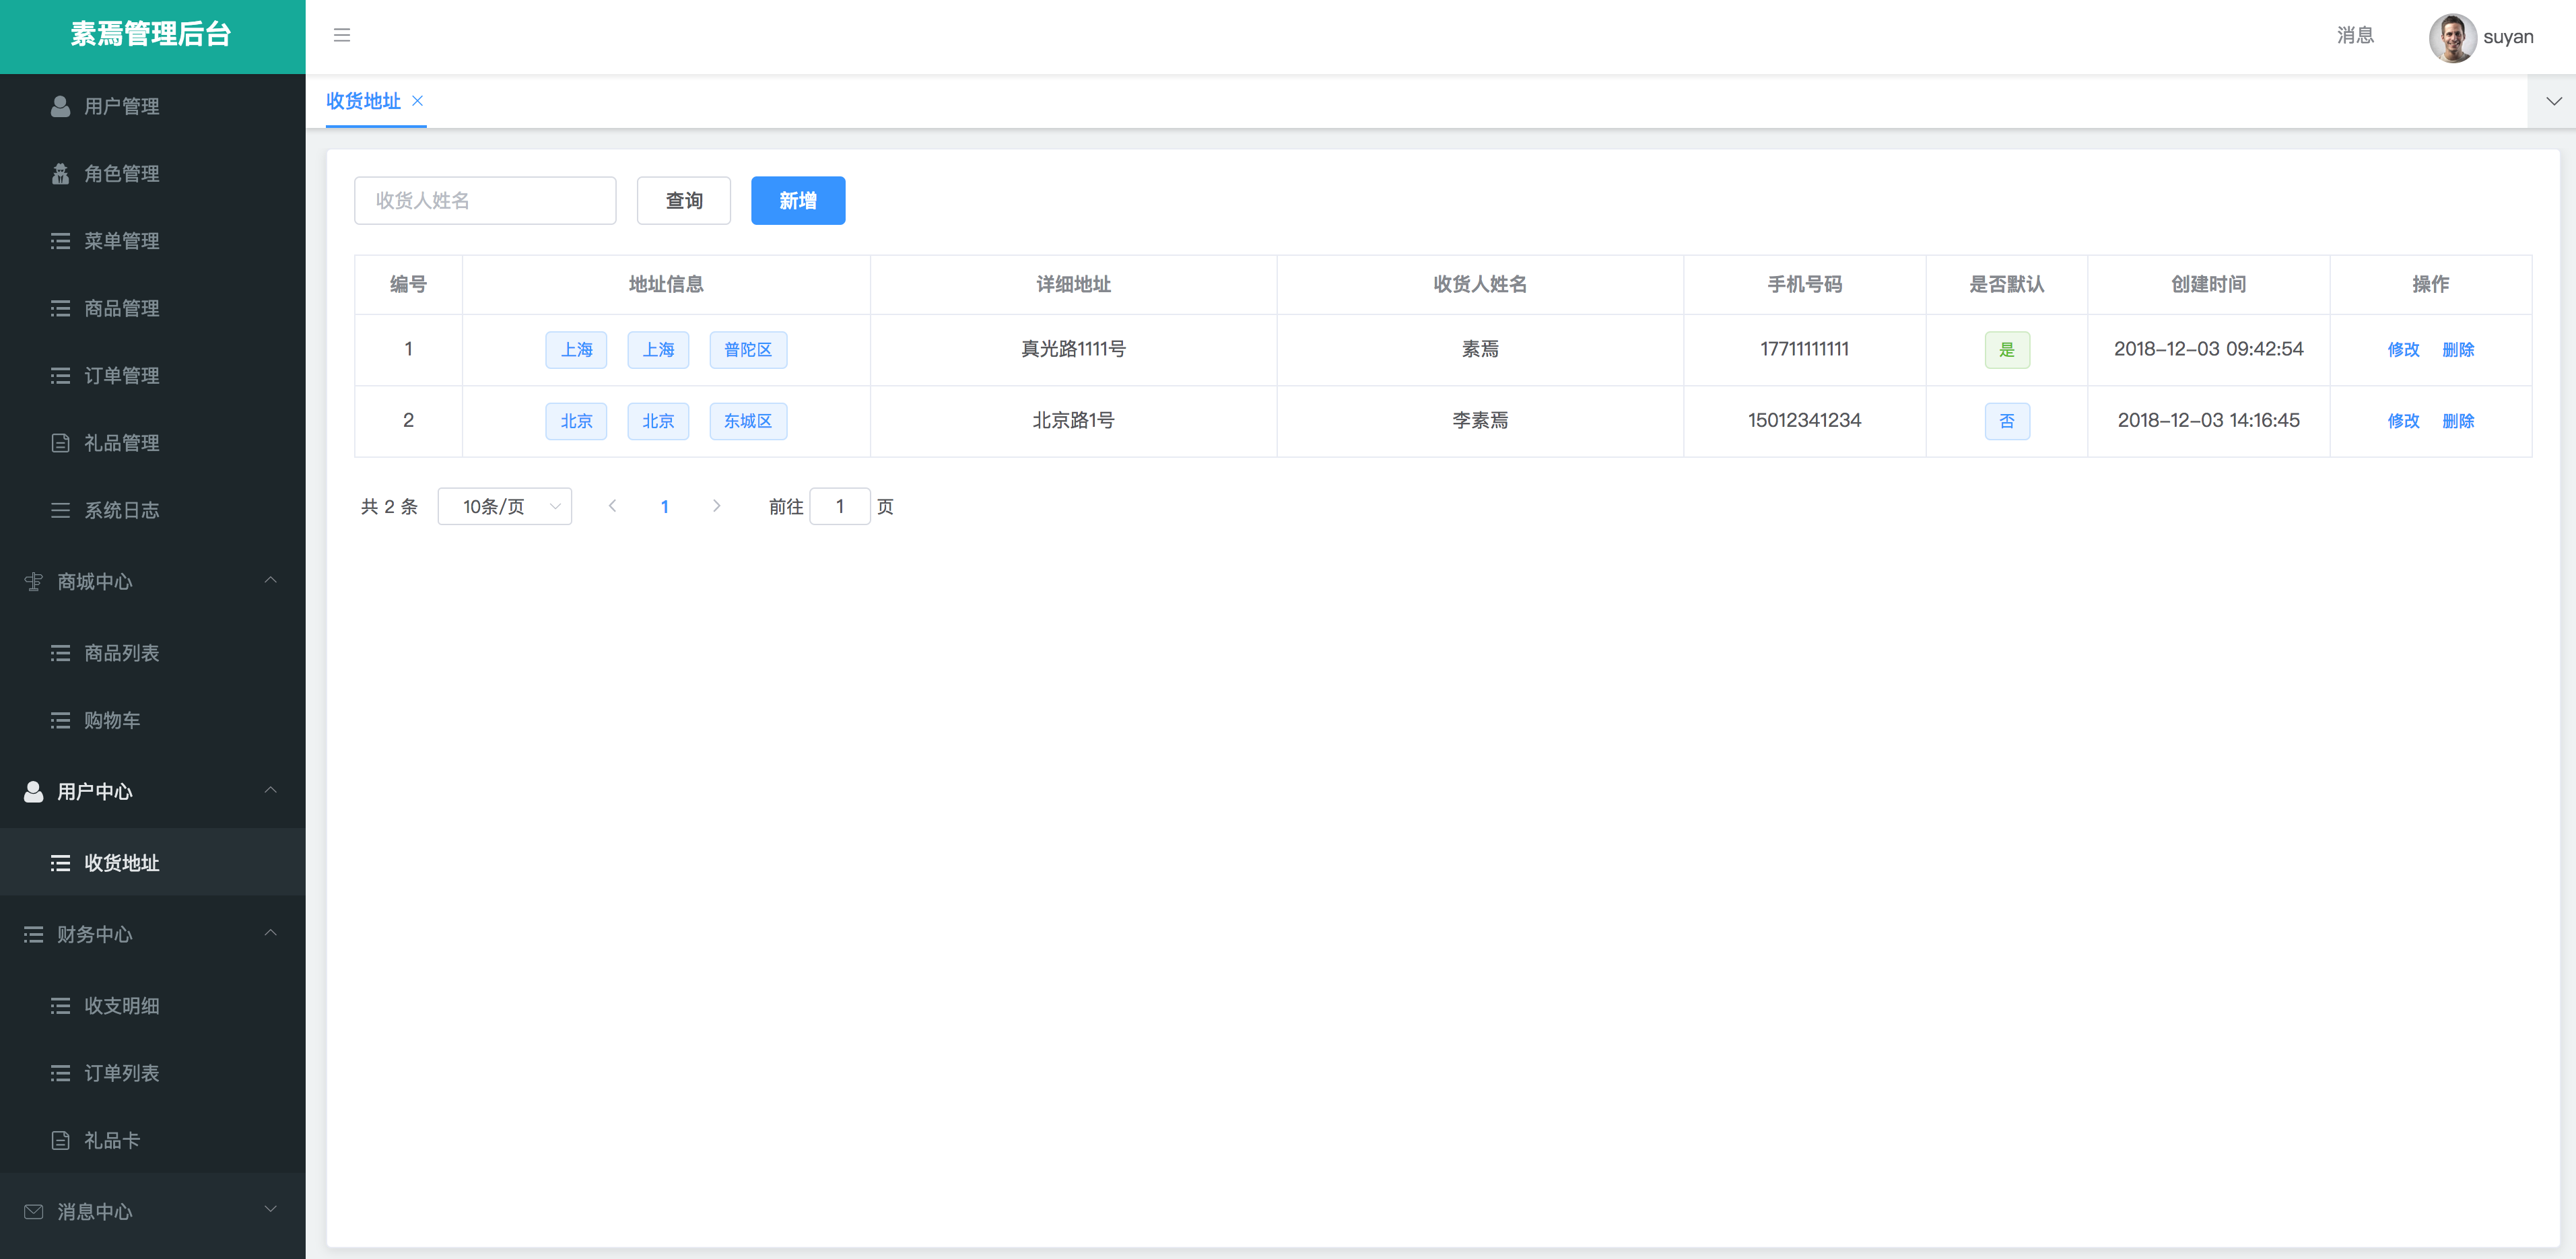 素焉管理后台
消息
suyan
用户管理
角色管理
菜单管理
商品管理
订单管理
礼品管理
系统日志
商城中心
商品列表
购物车
用户中心
收货地址
财务中心
收支明细
订单列表
礼品卡
消息中心
收货地址
收货人姓名 查询 新增
编号 地址信息 详细地址 收货人姓名 手机号码 是否默认 创建时间 操作
1 上海 上海 普陀区 真光路1111号 素焉 17711111111 是 2018-12-03 09:42:54 修改 删除
2 北京 北京 东城区 北京路1号 李素焉 15012341234 否 2018-12-03 14:16:45 修改 删除
共 2 条 10条/页 1 前往 1 页